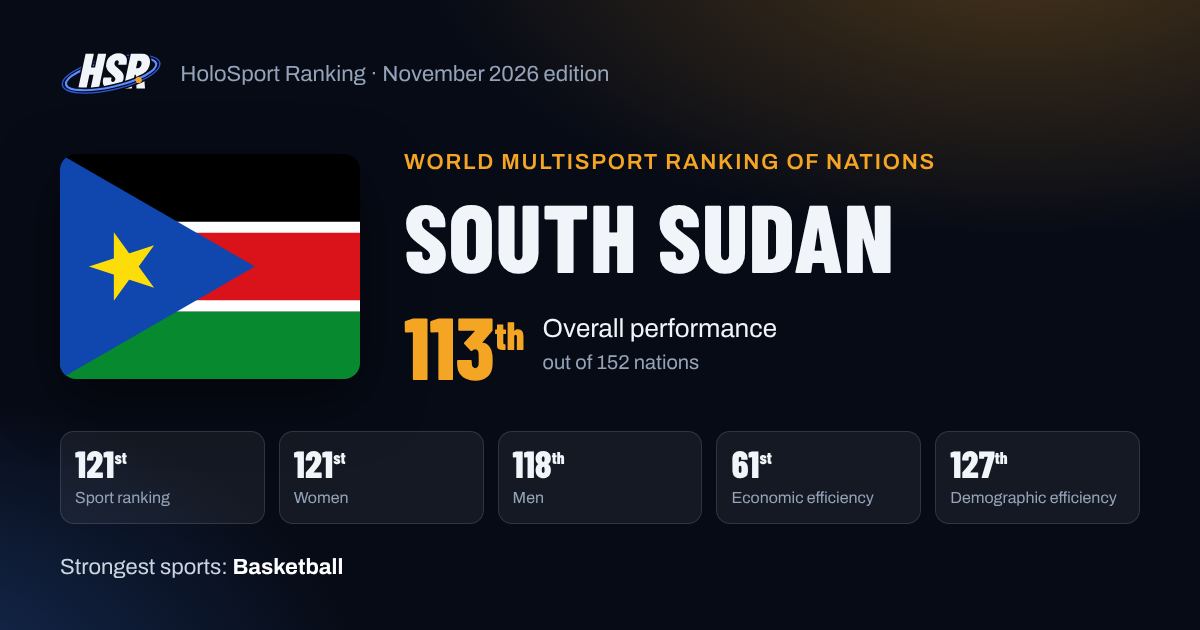 HSR
HoloSport Ranking · November 2026 edition
WORLD MULTISPORT RANKING OF NATIONS
SOUTH SUDAN
113th
Overall performance
out of 152 nations
121st
Sport ranking
121st
Women
118th
Men
61st
Economic efficiency
127th
Demographic efficiency
Strongest sports: Basketball